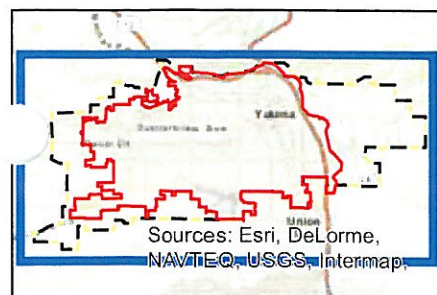 Yakima
Union
Sources: Esri, DeLorme,
NAVTEQ, USGS, Intermap,